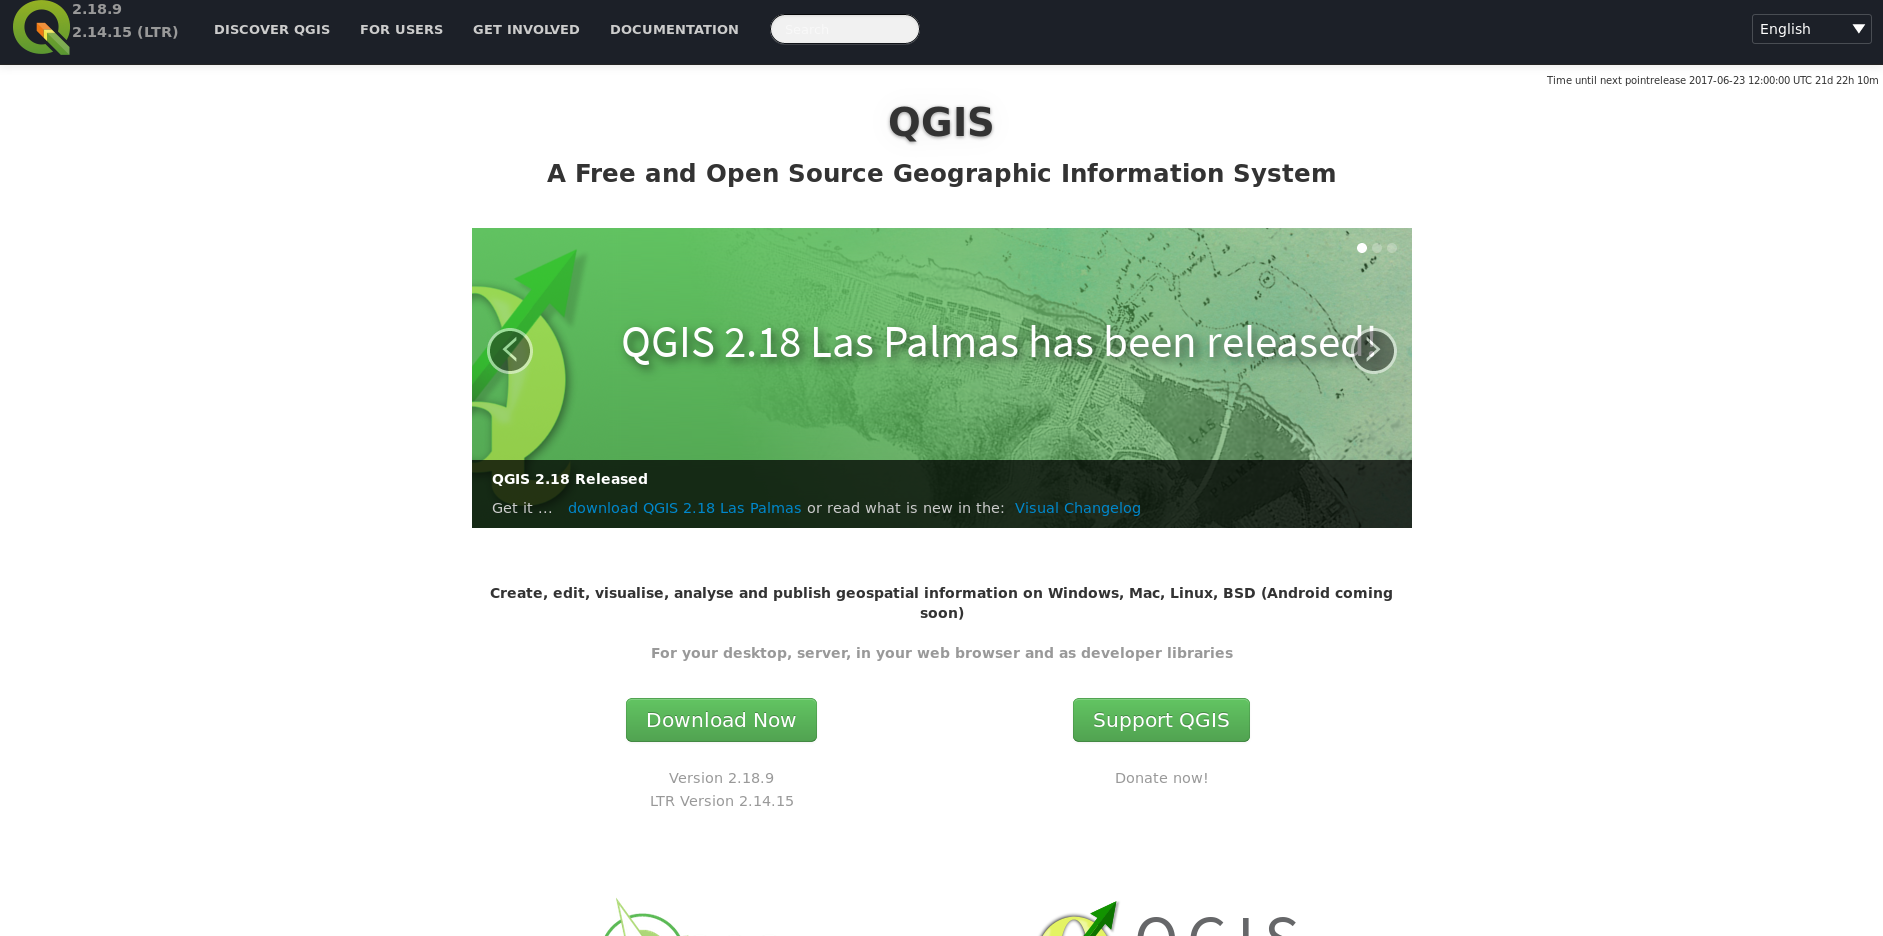 2.18.9
2.14.15 (LTR)
DISCOVER QGIS
FOR USERS
GET INVOLVED
DOCUMENTATION
Search
English
Time until next pointrelease 2017-06-23 12:00:00 UTC 21d 22h 10m
QGIS
A Free and Open Source Geographic Information System
QGIS 2.18 Las Palmas has been released!
LAS
PALMAS
QGIS 2.18 Released
Get it ... download QGIS 2.18 Las Palmas or read what is new in the: Visual Changelog
Create, edit, visualise, analyse and publish geospatial information on Windows, Mac, Linux, BSD (Android coming
soon)
For your desktop, server, in your web browser and as developer libraries
Download Now
Support QGIS
Version 2.18.9
LTR Version 2.14.15
Donate now!
QGIS